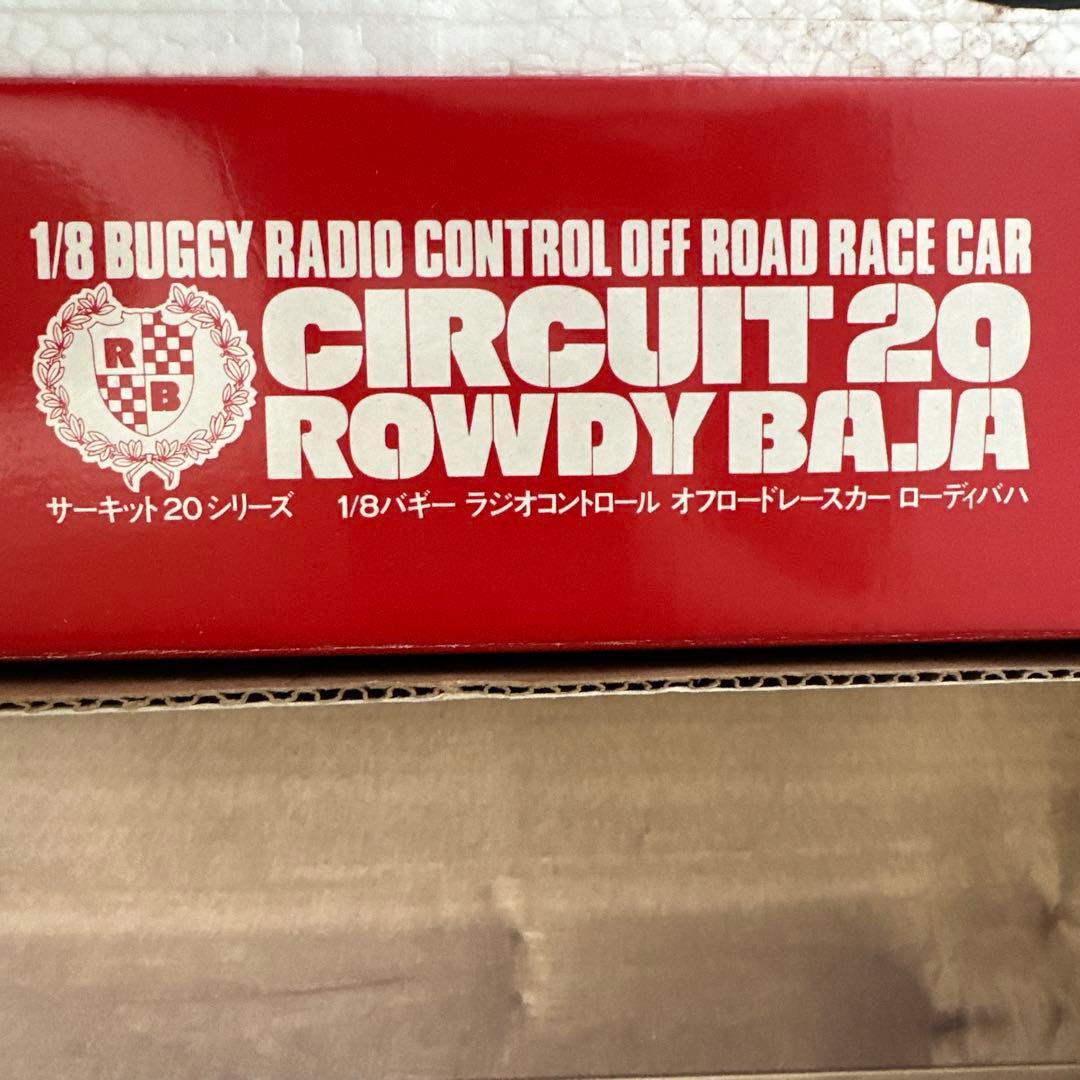 1/8 BUGGY RADIO CONTROL OFF ROAD RACE CAR
R
B
CIRCUIT 20
ROWDY BAJA
サーキット20シリーズ 1/8バギー ラジオコントロール オフロードレースカー ローディバハ